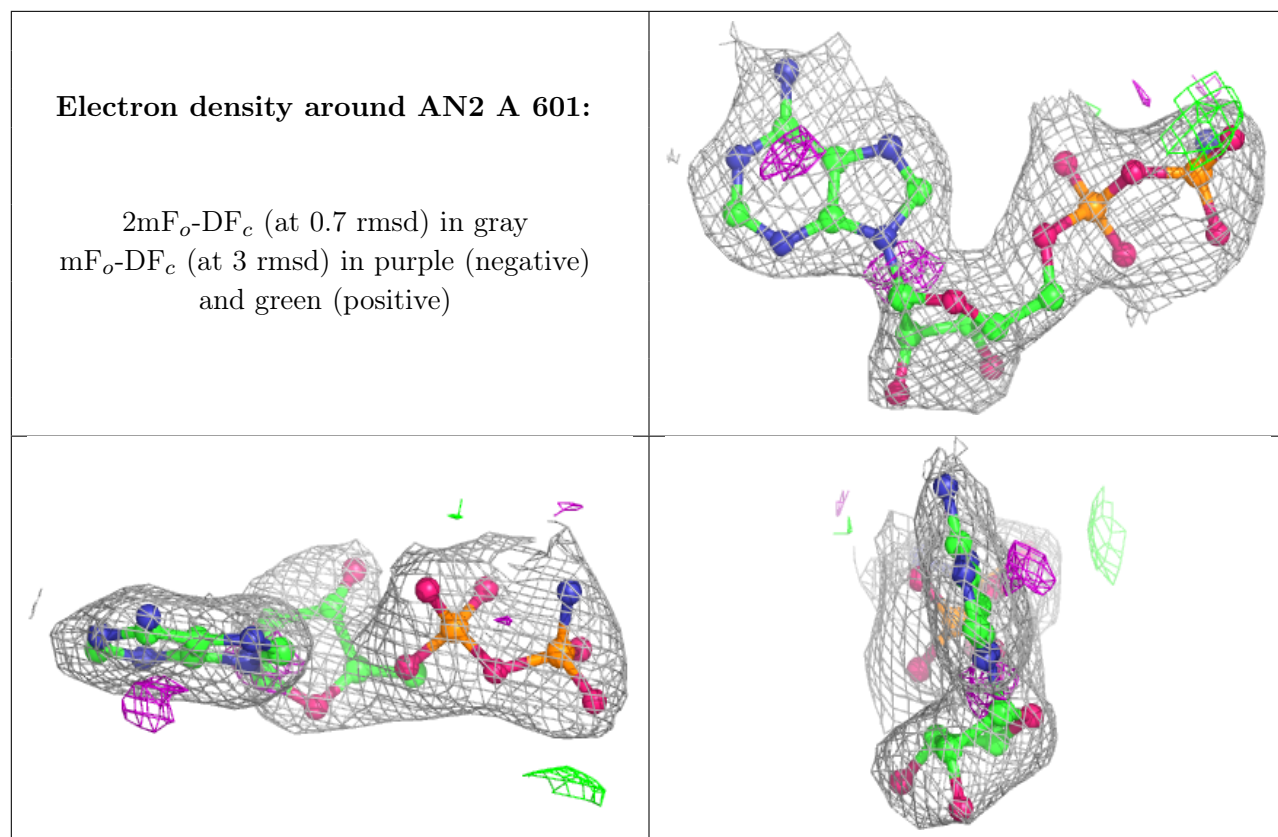 Electron density around AN2 A 601:
2mFo-DFc (at 0.7 rmsd) in gray
mFo-DFc (at 3 rmsd) in purple (negative)
and green (positive)